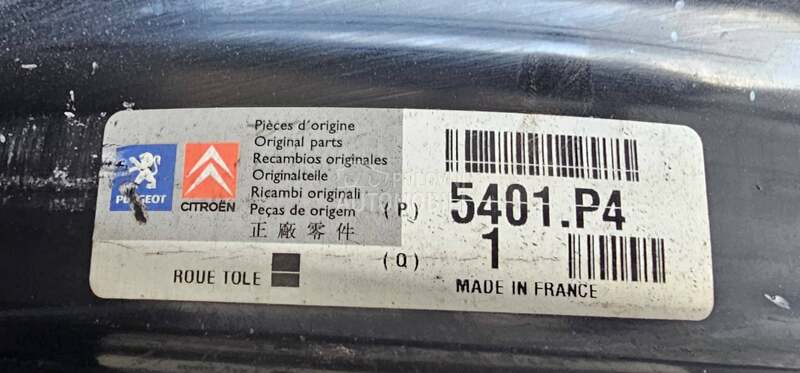 Pièces d'origine
Original parts
Recambios originales
Originalteile
Ricambi originali
Peças de origem
正廠零件
PEUGEOT
CITROËN
(P) 5401.P4
(Q) 1
ROUE TOLE
MADE IN FRANCE